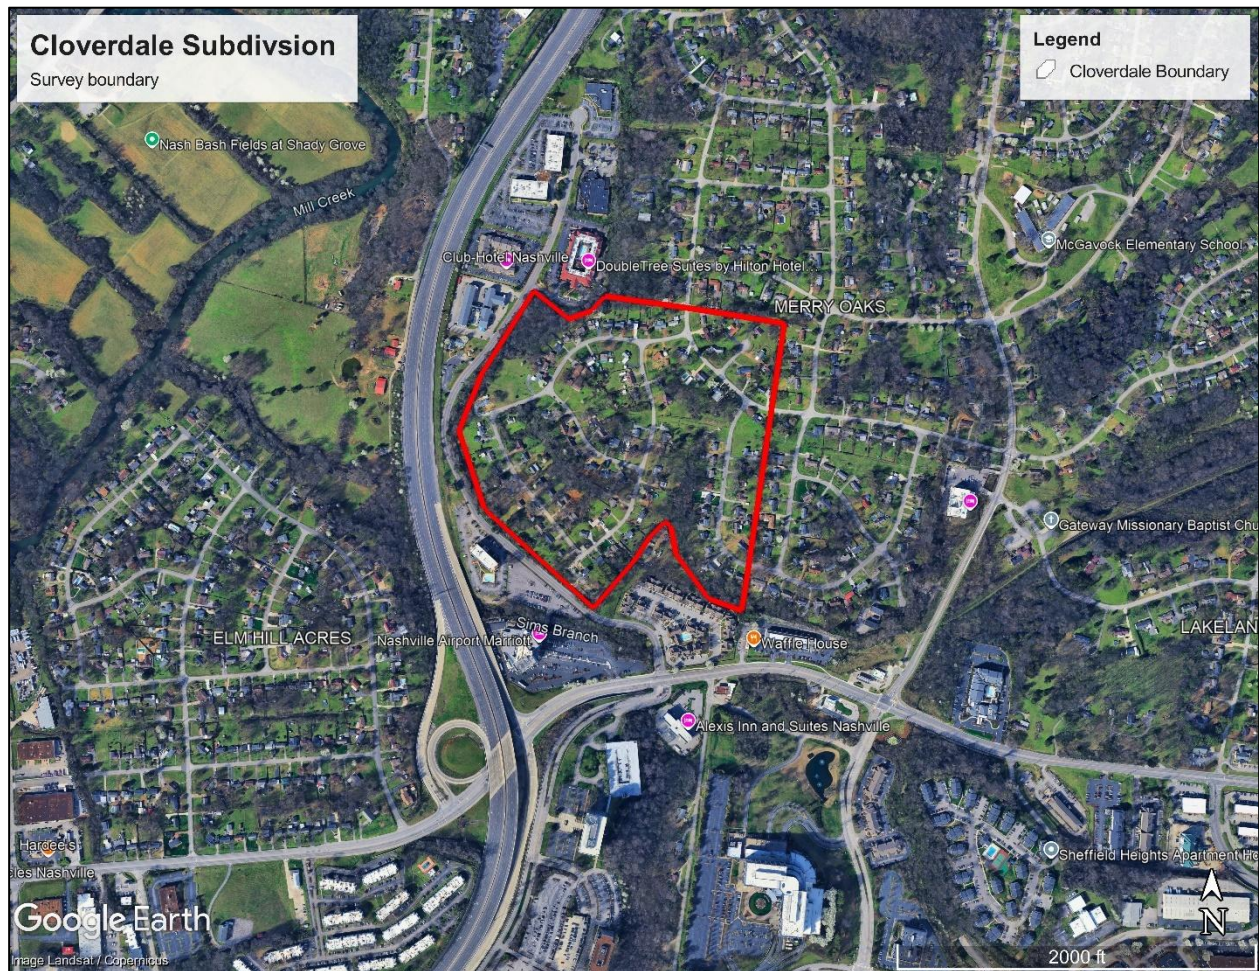 Cloverdale Subdivsion
Survey boundary
Legend
Cloverdale Boundary
Nash Bash Fields at Shady Grove
Mill Creek
McGavock Elementary School
Club-Hotel Nashville
DoubleTree Suites by Hilton Hotel ...
MERRY OAKS
Gateway Missionary Baptist Chu
ELM HILL ACRES
Sims Branch
Nashville Airport Marriott
Waffle House
LAKELAN
Alexis Inn and Suites Nashville
Hardee's
cles Nashville
Sheffield Heights Apartment Ho
Google Earth
Image Landsat / Copernicus
N
2000 ft